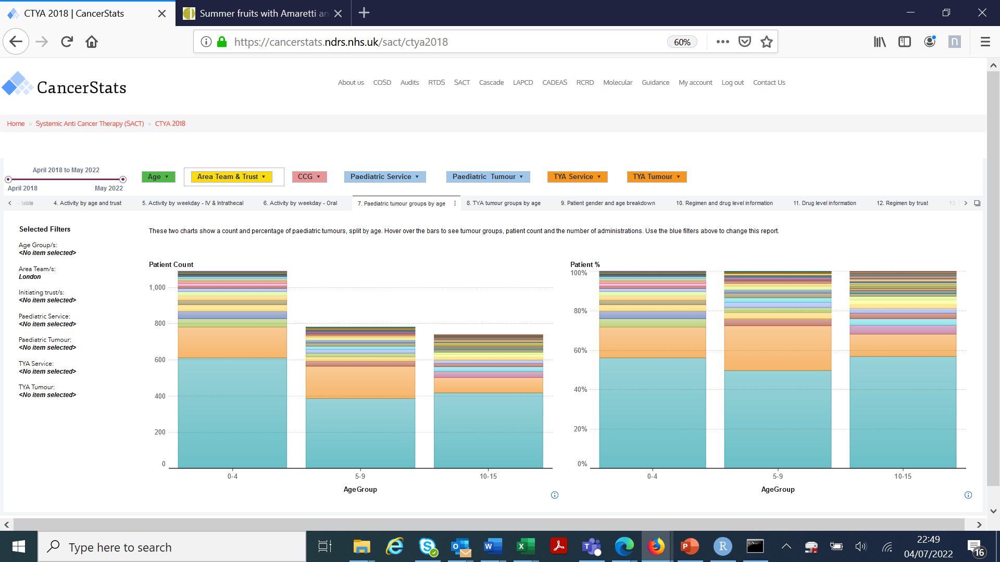 CTYA 2018 | CancerStats
Summer fruits with Amaretti an
https://cancerstats.ndrs.nhs.uk/sact/ctya2018
60%
n
CancerStats
About us COSD Audits RTDS SACT Cascade LAPCD CADEAS RCRD Molecular Guidance My account Log out Contact Us
Home » Systemic Anti Cancer Therapy (SACT) » CTYA 2018
April 2018 to May 2022
April 2018 May 2022
Age Area Team & Trust CCG Paediatric Service Paediatric Tumour TYA Service TYA Tumour
– table 4. Activity by age and trust 5. Activity by weekday - IV & Intrathecal 6. Activity by weekday - Oral 7. Paediatric tumour groups by age 8. TYA tumour groups by age 9. Patient gender and age breakdown 10. Regimen and drug level information 11. Drug level information 12. Regimen by trust 13.
Selected Filters
Age Group/s:
<No item selected>
Area Team/s:
London
Initiating trust/s:
<No item selected>
Paediatric Service:
<No item selected>
Paediatric Tumour:
<No item selected>
TYA Service:
<No item selected>
TYA Tumour:
<No item selected>
These two charts show a count and percentage of paediatric tumours, split by age. Hover over the bars to see tumour groups, patient count and the number of administrations. Use the blue filters above to change this report.
Patient Count
1,000
800
600
400
200
0
0-4 5-9 10-15
AgeGroup
Patient %
100%
80%
60%
40%
20%
0%
0-4 5-9 10-15
AgeGroup
Type here to search
22:49
04/07/2022
16